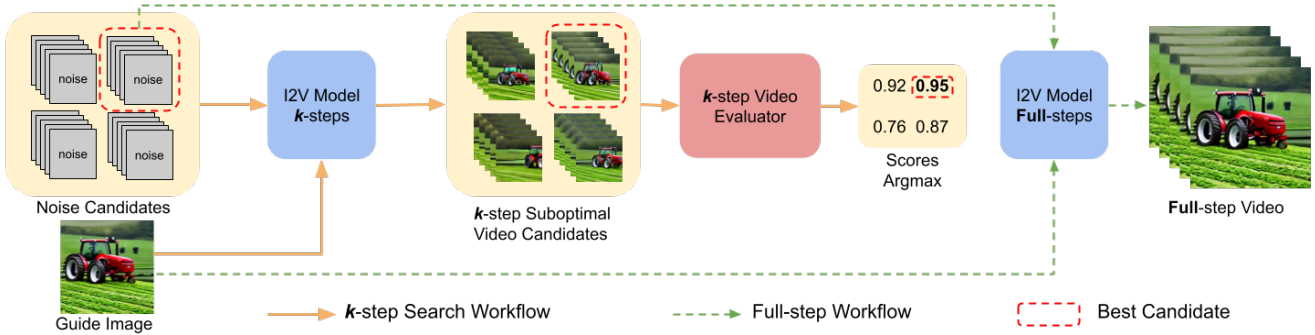 noise
noise
noise
noise
Noise Candidates
Guide Image
I2V Model
k-steps
k-step Suboptimal
Video Candidates
k-step Video
Evaluator
0.92 0.95
0.76 0.87
Scores
Argmax
I2V Model
Full-steps
Full-step Video
k-step Search Workflow
Full-step Workflow
Best Candidate